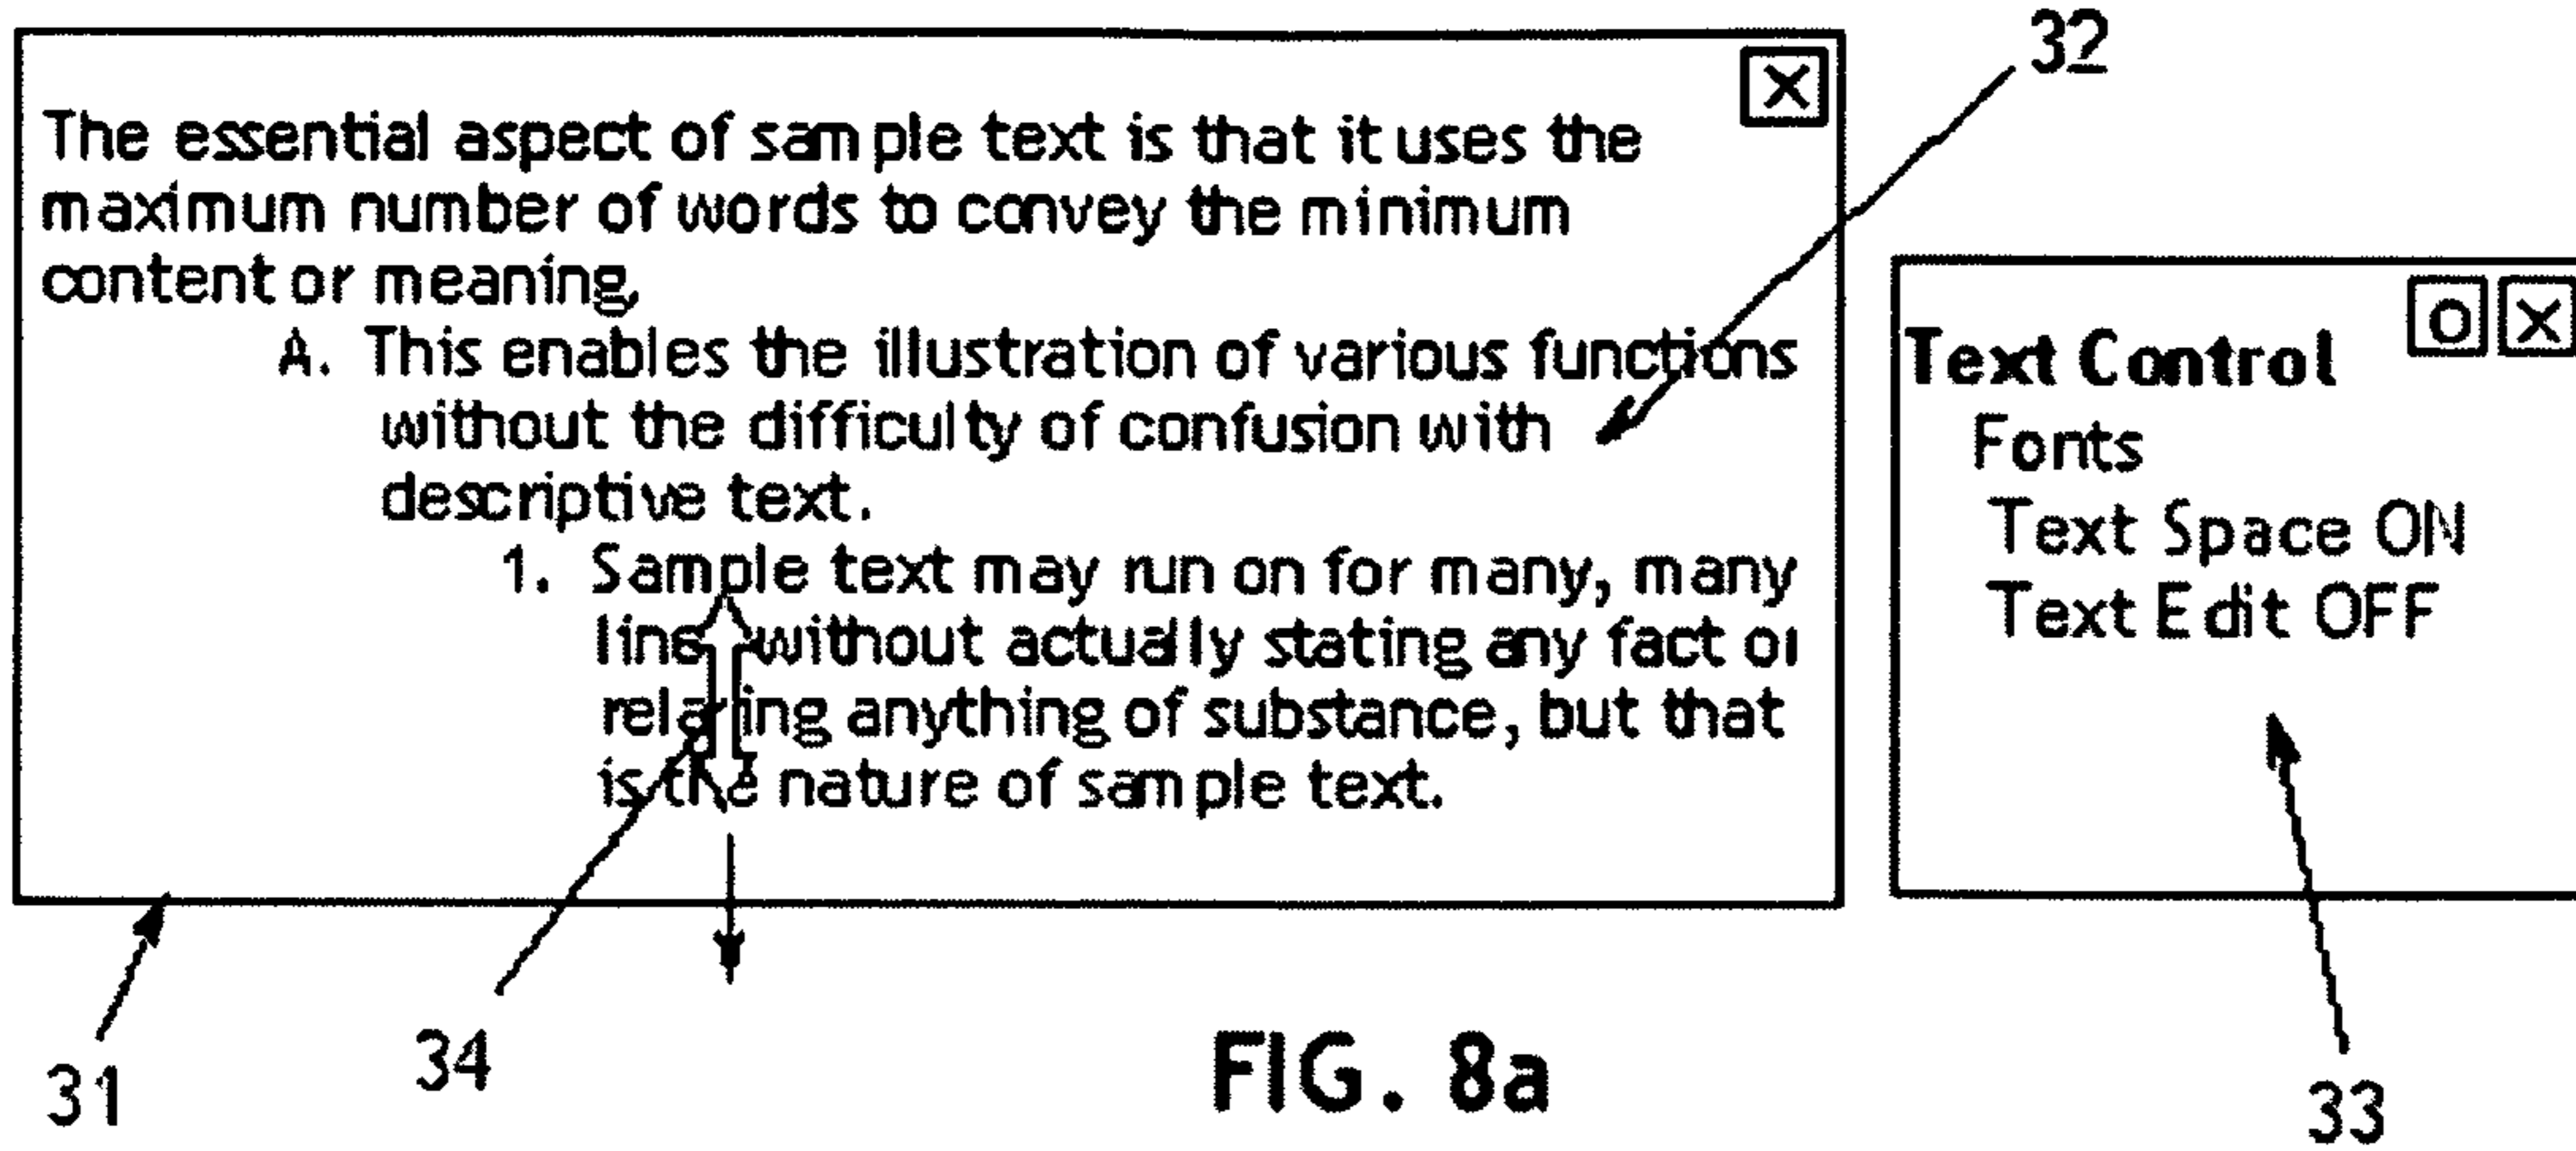 32
X
The essential aspect of sample text is that it uses the
maximum number of words to convey the minimum
content or meaning,
A. This enables the illustration of various functions
without the difficulty of confusion with
descriptive text.
1. Sample text may run on for many, many
line without actually stating any fact or
relating anything of substance, but that
is the nature of sample text.
O X
Text Control
Fonts
Text Space ON
Text Edit OFF
31
34
FIG. 8a
33